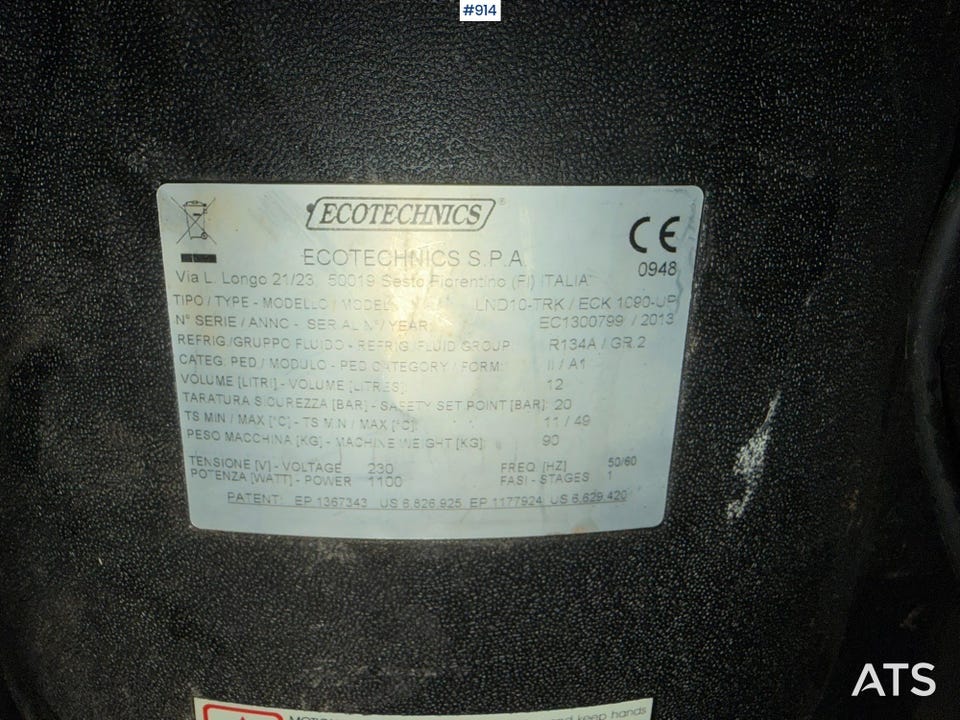 #914
ECOTECHNICS®
CE
0948
ECOTECHNICS S.P.A.
Via L. Longo 21/23 50019 Sesto Fiorentino (FI) ITALIA
TIPO / TYPE - MODELLO / MODEL ILND10-TRK / ECK 1090-UP
N° SERIE / ANNO - SERIAL N° / YEAR: EC1300799 / 2013
REFRIG./GRUPPO FLUIDO - REFRIG. FLUID GROUP: R134A / GR.2
CATEG. PED / MODULO - PED CATEGORY / FORM: II / A1
VOLUME [LITRI] - VOLUME [LITRES]: 12
TARATURA SICUREZZA [BAR] - SAFETY SET POINT [BAR]: 20
TS MIN / MAX [°C] - TS MIN / MAX [°C]: 11 / 49
PESO MACCHINA [KG] - MACHINE WEIGHT [KG]: 90
TENSIONE [V] - VOLTAGE 230 FREQ. [HZ] 50/60
POTENZA [WATT] - POWER 1100 FASI - STAGES 1
PATENT: EP 1367343 US 6.826.925 EP 1177924 US 6.629.420
and keep hands
ATS